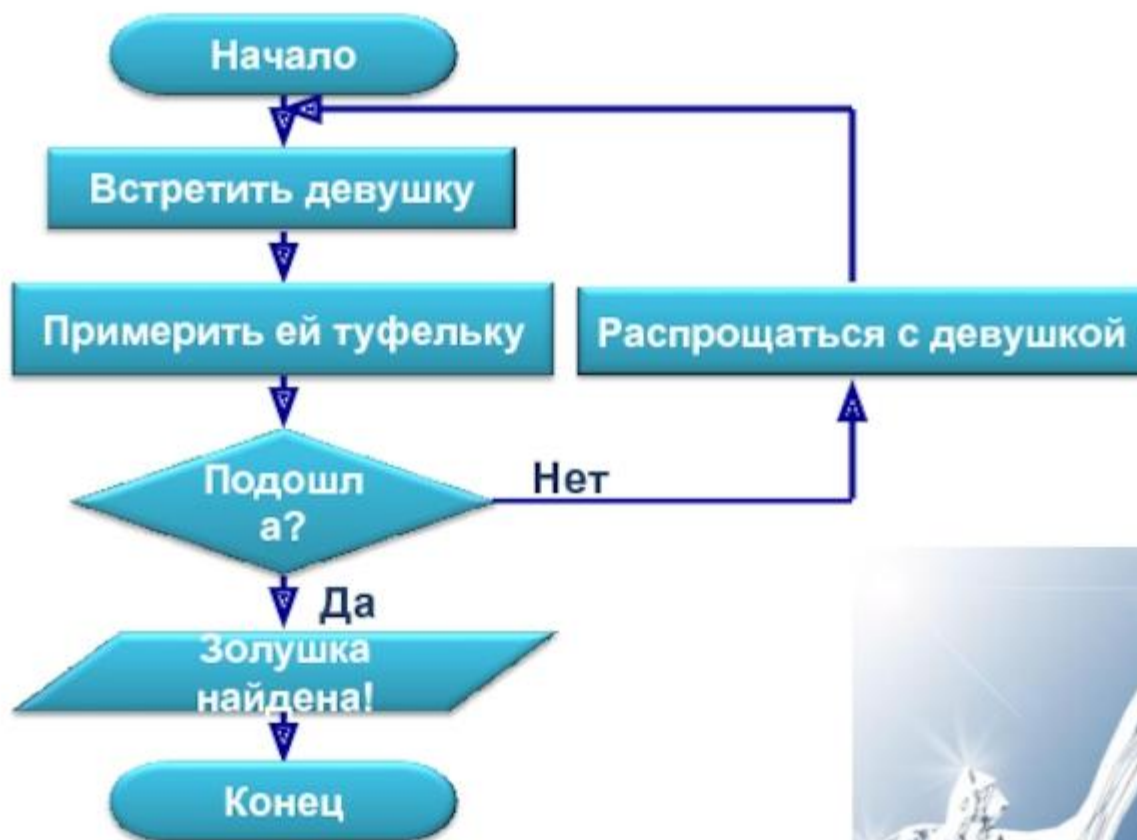 Начало
Встретить девушку
Примерить ей туфельку
Распрощаться с девушкой
Подошл
а?
Нет
Да
Золушка
найдена!
Конец